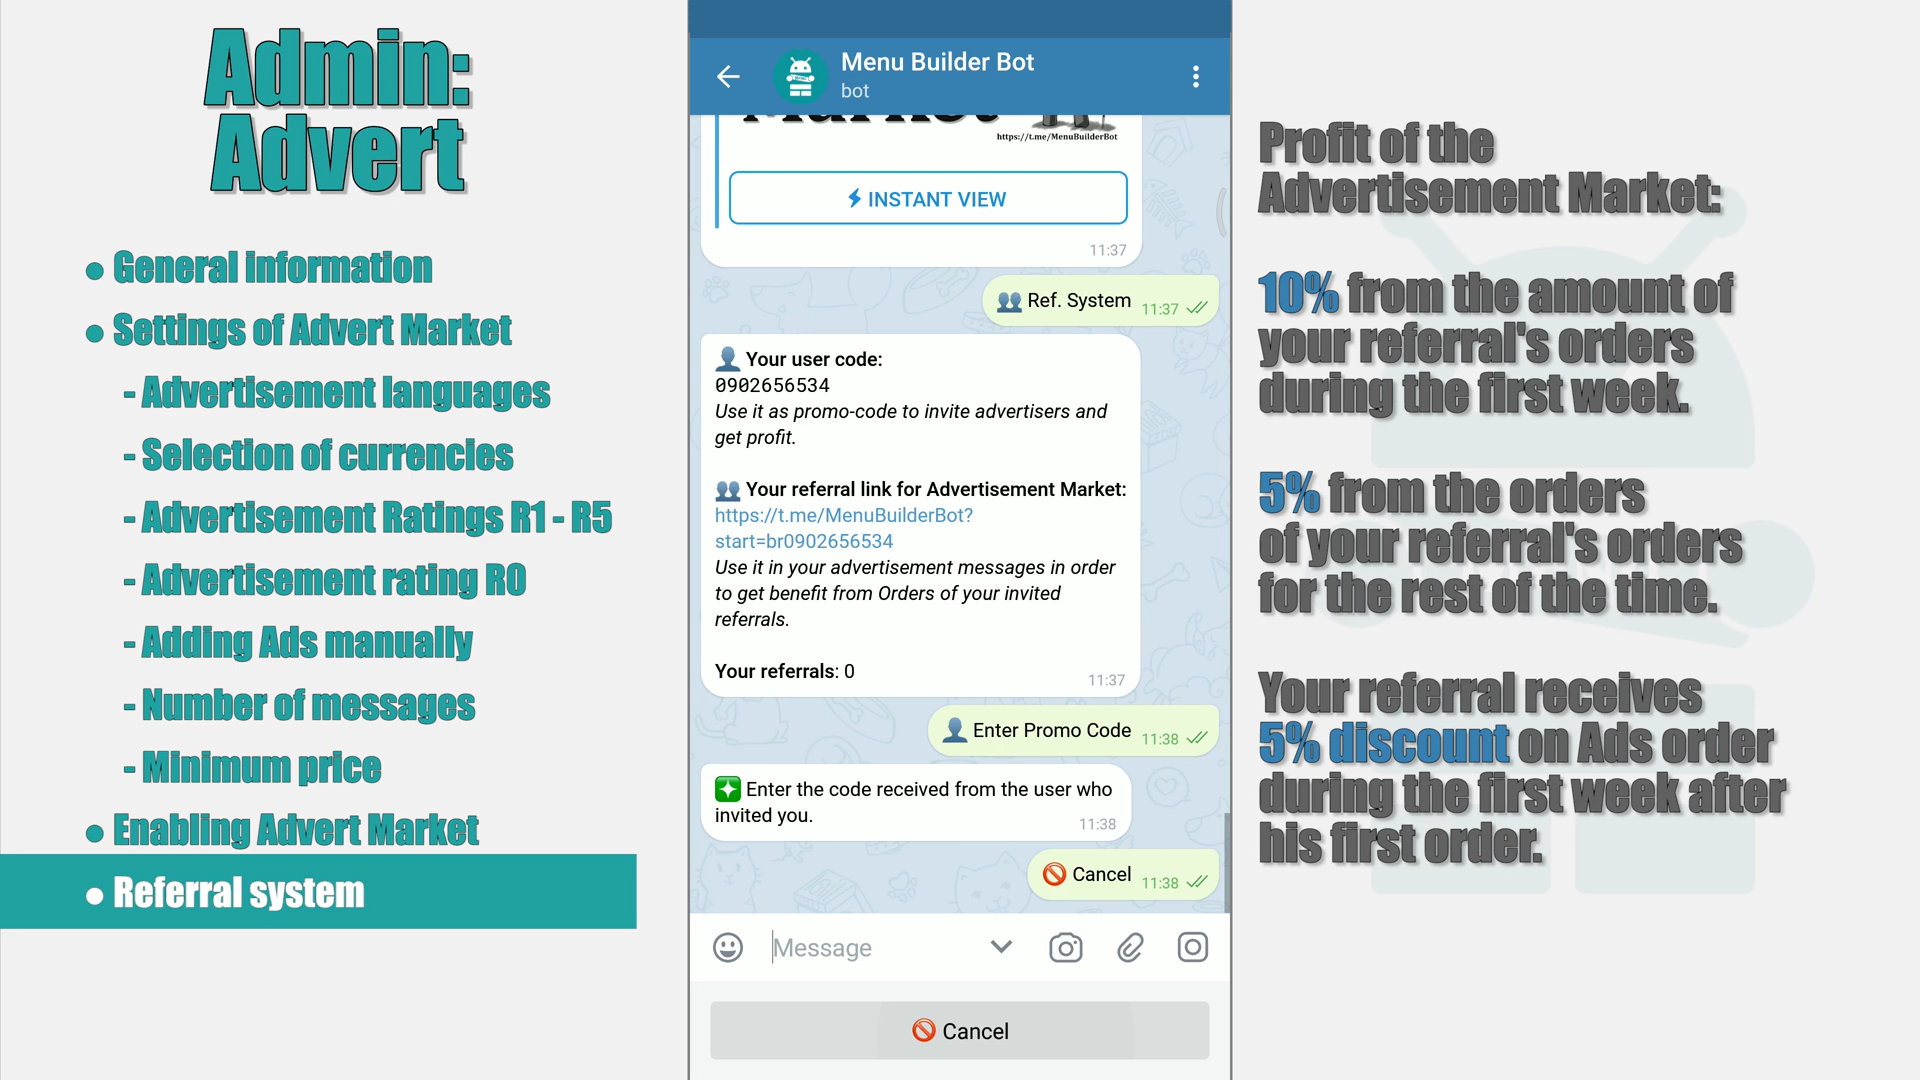 Admin:
Advert
● General information
● Settings of Advert Market
- Advertisement languages
- Selection of currencies
- Advertisement Ratings R1 - R5
- Advertisement rating R0
- Adding Ads manually
- Number of messages
- Minimum price
● Enabling Advert Market
● Referral system
Menu Builder Bot
bot
Market
https://t.me/MenuBuilderBot
INSTANT VIEW
11:37
Ref. System 11:37
Your user code:
0902656534
Use it as promo-code to invite advertisers and
get profit.
Your referral link for Advertisement Market:
https://t.me/MenuBuilderBot?
start=br0902656534
Use it in your advertisement messages in order
to get benefit from Orders of your invited
referrals.
Your referrals: 0
11:37
Enter Promo Code 11:38
Enter the code received from the user who
invited you.
11:38
Cancel 11:38
Message
Cancel
Profit of the
Advertisement Market:
10% from the amount of
your referral's orders
during the first week.
5% from the orders
of your referral's orders
for the rest of the time.
Your referral receives
5% discount on Ads order
during the first week after
his first order.